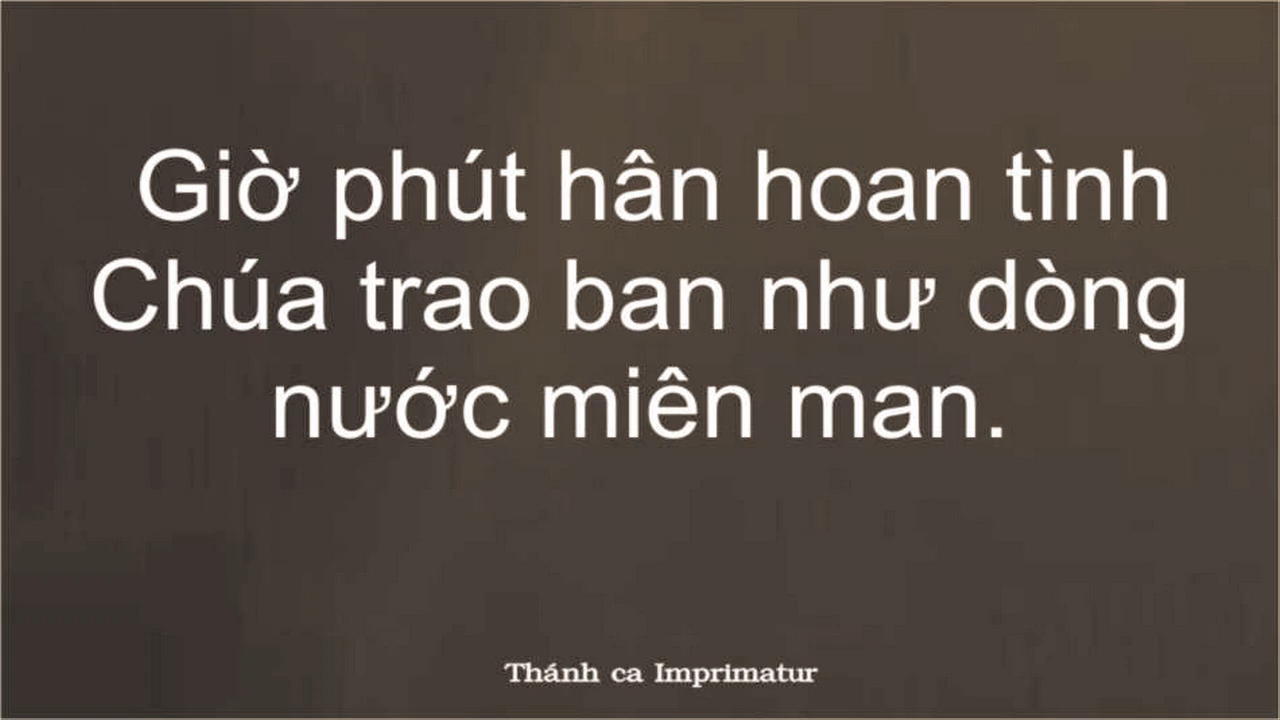 Giờ phút hân hoan tình
Chúa trao ban như dòng
nước miên man.
Thánh ca Imprimatur